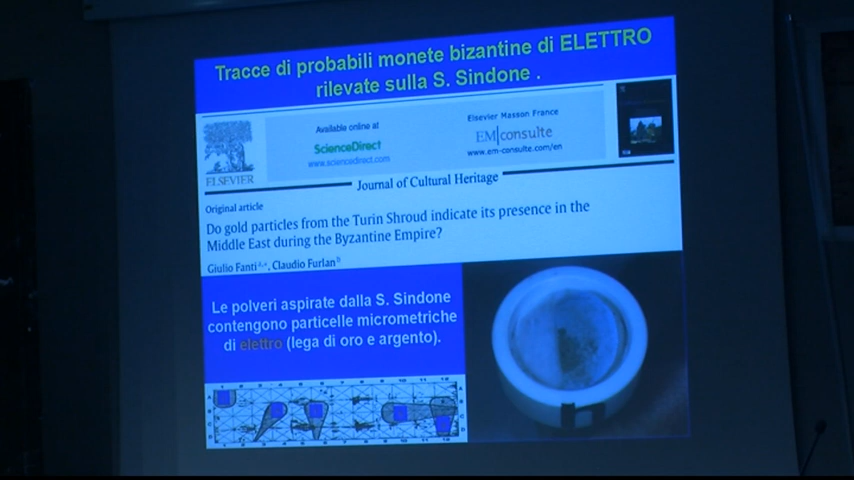 Tracce di probabili monete bizantine di ELETTRO
rilevate sulla S. Sindone .
Available online at
ScienceDirect
www.sciencedirect.com
Elsevier Masson France
EM|consulte
www.em-consulte.com/en
ELSEVIER
Journal of Cultural Heritage
Original article
Do gold particles from the Turin Shroud indicate its presence in the
Middle East during the Byzantine Empire?
Giulio Fanti, Claudio Furlan
Le polveri aspirate dalla S. Sindone
contengono particelle micrometriche
di elettro (lega di oro e argento).